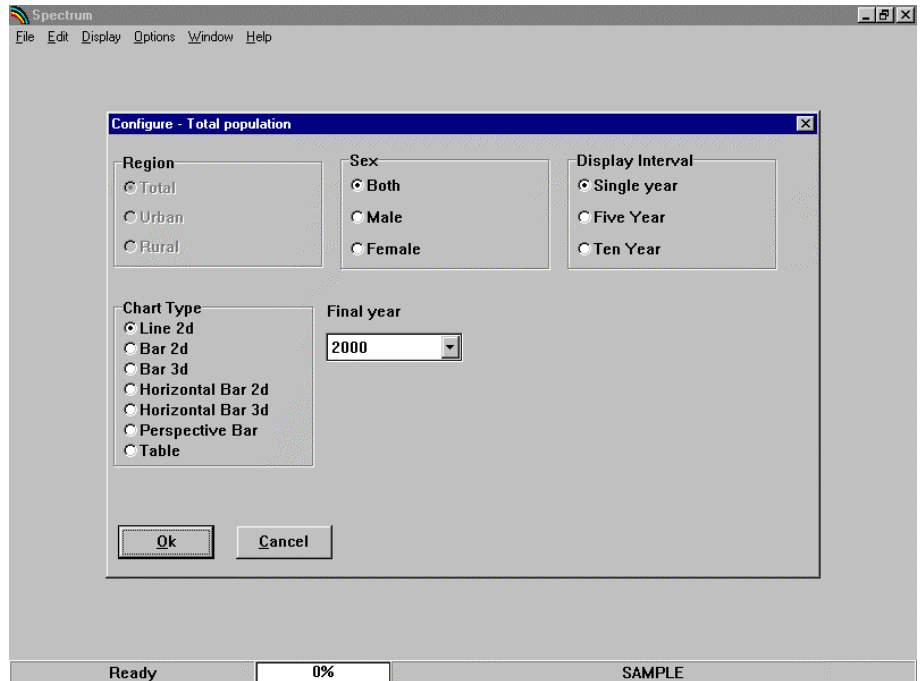 Spectrum
File Edit Display Options Window Help
Configure - Total population
Region
Total
Urban
Rural
Sex
Both
Male
Female
Display Interval
Single year
Five Year
Ten Year
Chart Type
Line 2d
Bar 2d
Bar 3d
Horizontal Bar 2d
Horizontal Bar 3d
Perspective Bar
Table
Final year
2000
Ok
Cancel
Ready 0% SAMPLE